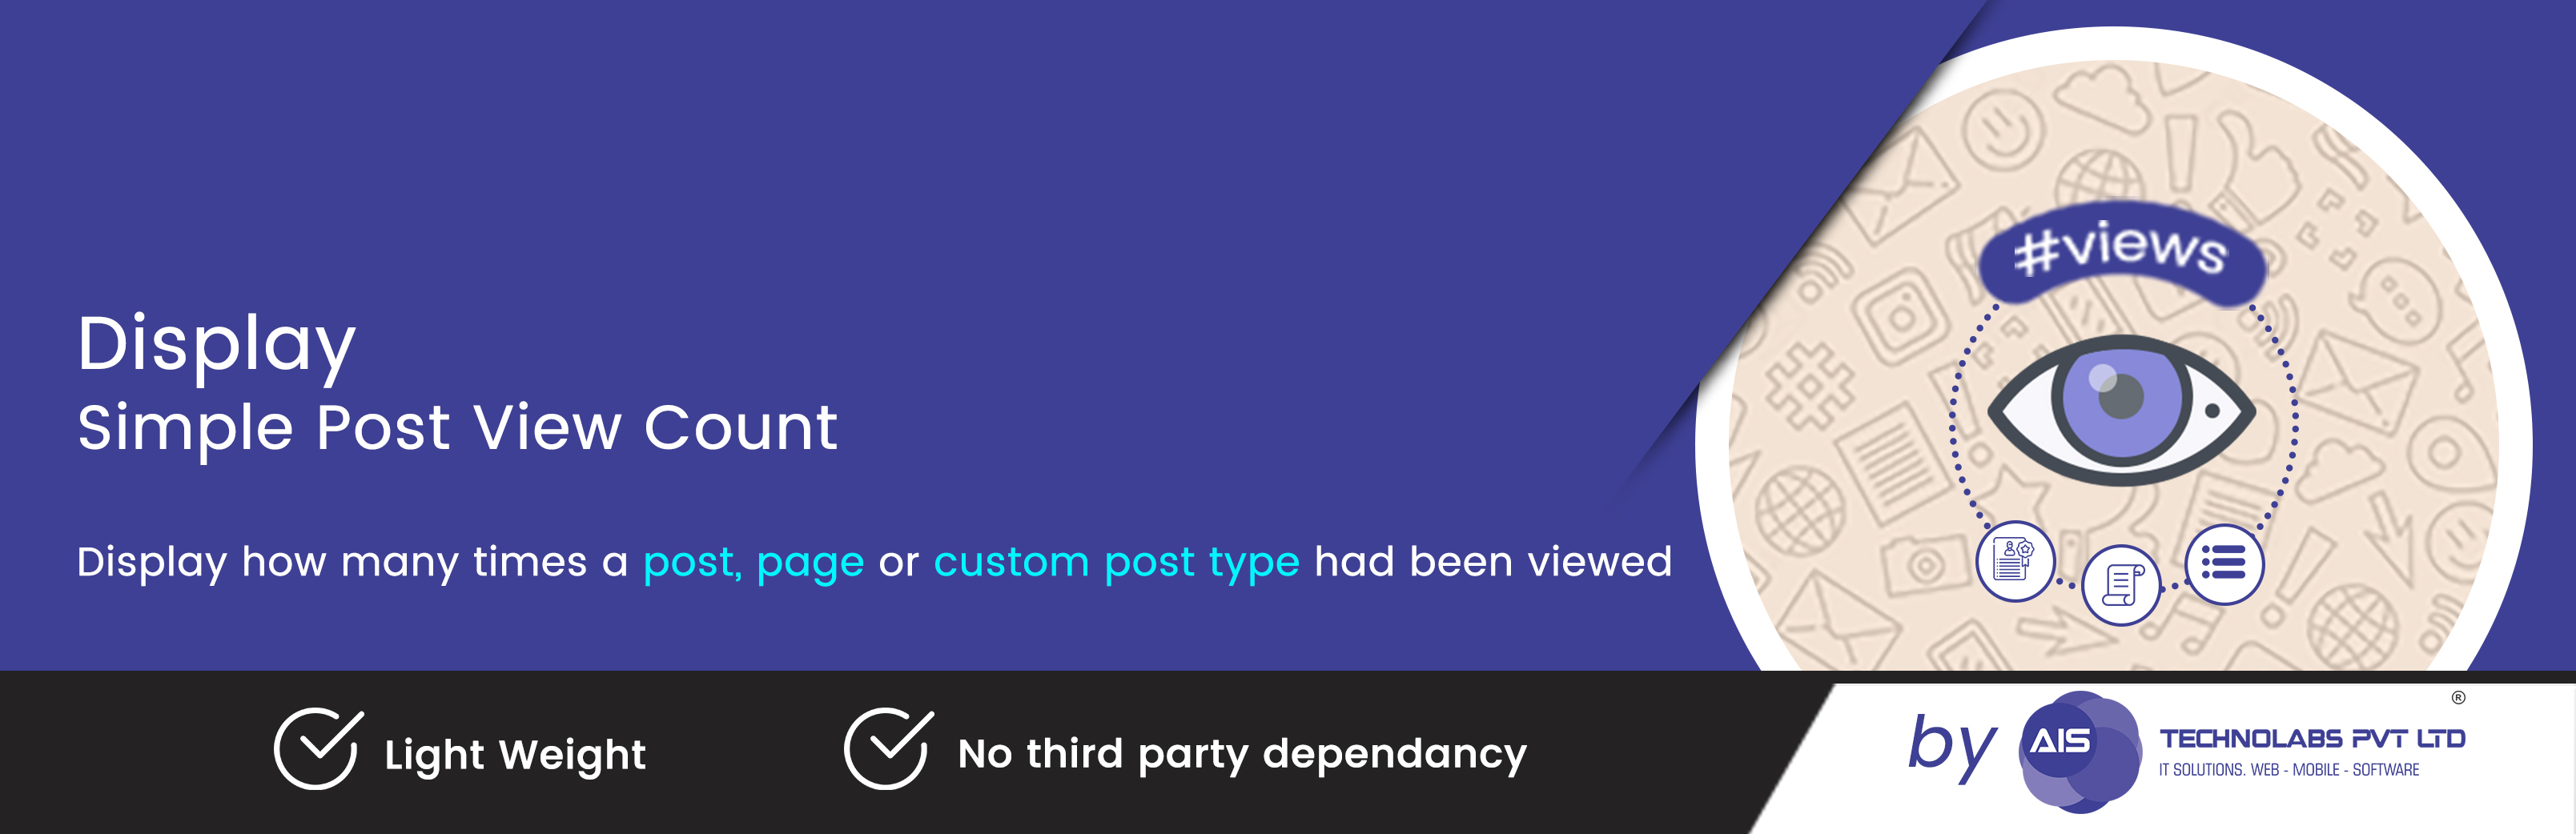 Display
Simple Post View Count
Display how many times a post, page or custom post type had been viewed
#views
Light Weight
No third party dependancy
by
AIS
TECHNOLABS PVT LTD
®
IT SOLUTIONS. WEB - MOBILE - SOFTWARE